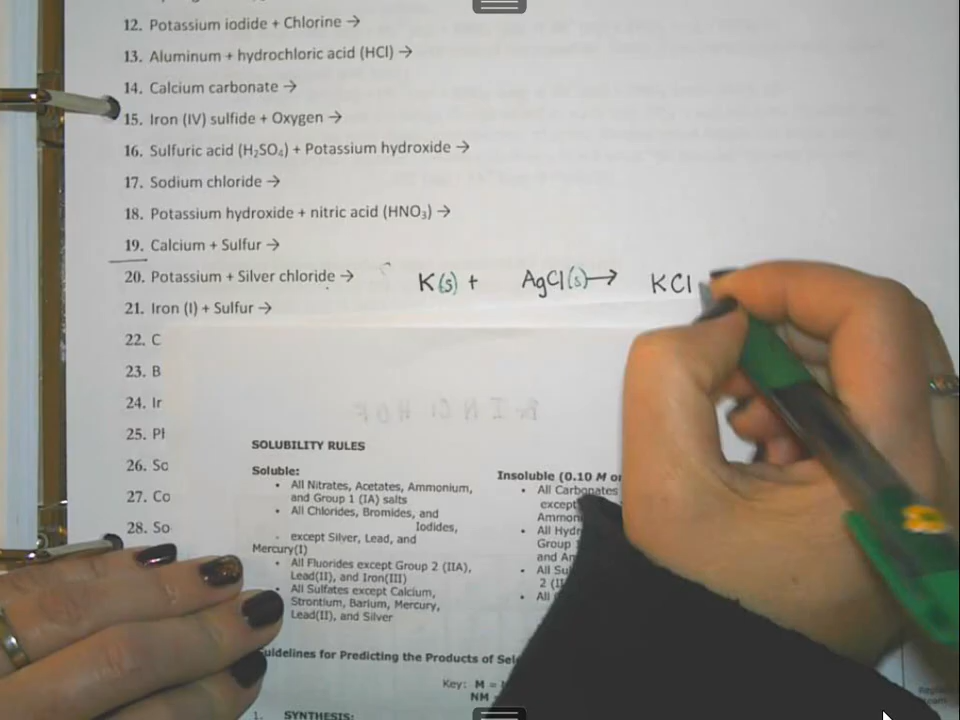 12. Potassium iodide + Chlorine →
13. Aluminum + hydrochloric acid (HCl) →
14. Calcium carbonate →
15. Iron (IV) sulfide + Oxygen →
16. Sulfuric acid (H₂SO₄) + Potassium hydroxide →
17. Sodium chloride →
18. Potassium hydroxide + nitric acid (HNO₃) →
19. Calcium + Sulfur →
20. Potassium + Silver chloride → K(s) + AgCl(s) → KCl
21. Iron (I) + Sulfur →
22. C
23. B
24. Ir
25. Pl
26. So
27. Co
28. So
SOLUBILITY RULES
Soluble:
• All Nitrates, Acetates, Ammonium,
and Group 1 (IA) salts
• All Chlorides, Bromides, and
Iodides,
except Silver, Lead, and
Mercury(I)
• All Fluorides except Group 2 (IIA),
Lead(II), and Iron(III)
• All Sulfates except Calcium,
Strontium, Barium, Mercury,
Lead(II), and Silver
Insoluble (0.10 M or
• All Carbonates
except
Ammon
• All Hydr
Group
and Am
• All Su
2 (I
• All
Guidelines for Predicting the Products of Sel
Key: M =
NM
1. SYNTHESIS: